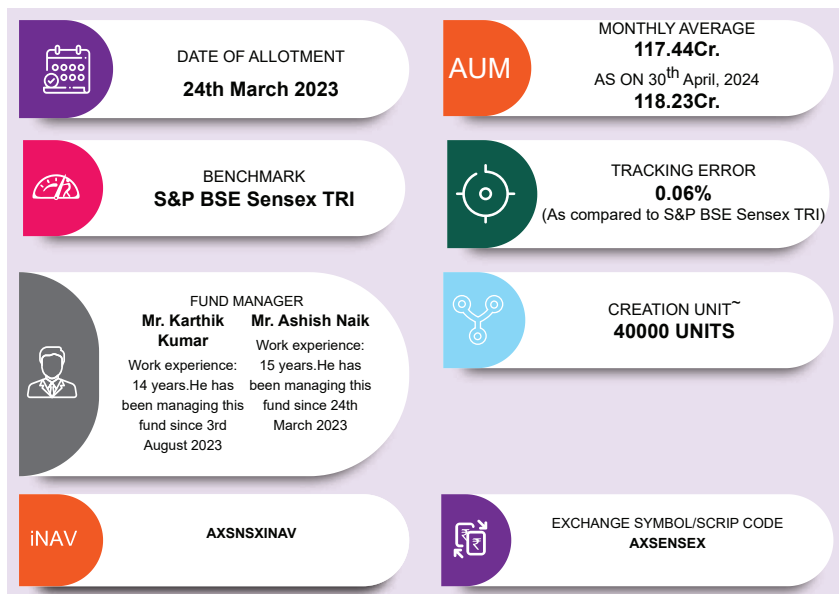 DATE OF ALLOTMENT
24th March 2023
AUM
MONTHLY AVERAGE
117.44Cr.
AS ON 30th April, 2024
118.23Cr.
BENCHMARK
S&P BSE Sensex TRI
TRACKING ERROR
0.06%
(As compared to S&P BSE Sensex TRI)
FUND MANAGER
Mr. Karthik
Kumar
Work experience:
14 years.He has
been managing this
fund since 3rd
August 2023
Mr. Ashish Naik
Work experience:
15 years.He has
been managing this
fund since 24th
March 2023
CREATION UNIT~
40000 UNITS
iNAV
AXSNSXINAV
₹
₹
EXCHANGE SYMBOL/SCRIP CODE
AXSENSEX